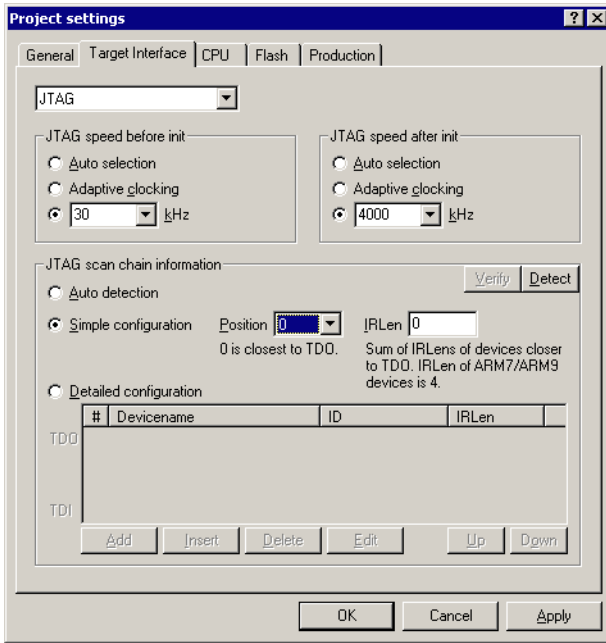 Project settings
General Target Interface CPU Flash Production
JTAG
JTAG speed before init
Auto selection
Adaptive clocking
30 kHz
JTAG speed after init
Auto selection
Adaptive clocking
4000 kHz
JTAG scan chain information
Verify Detect
Auto detection
Simple configuration Position 0 IRLen 0
0 is closest to TDO.
Sum of IRLens of devices closer
to TDO. IRLen of ARM7/ARM9
devices is 4.
Detailed configuration
# Devicename ID IRLen
TDO
TDI
Add Insert Delete Edit Up Down
OK Cancel Apply